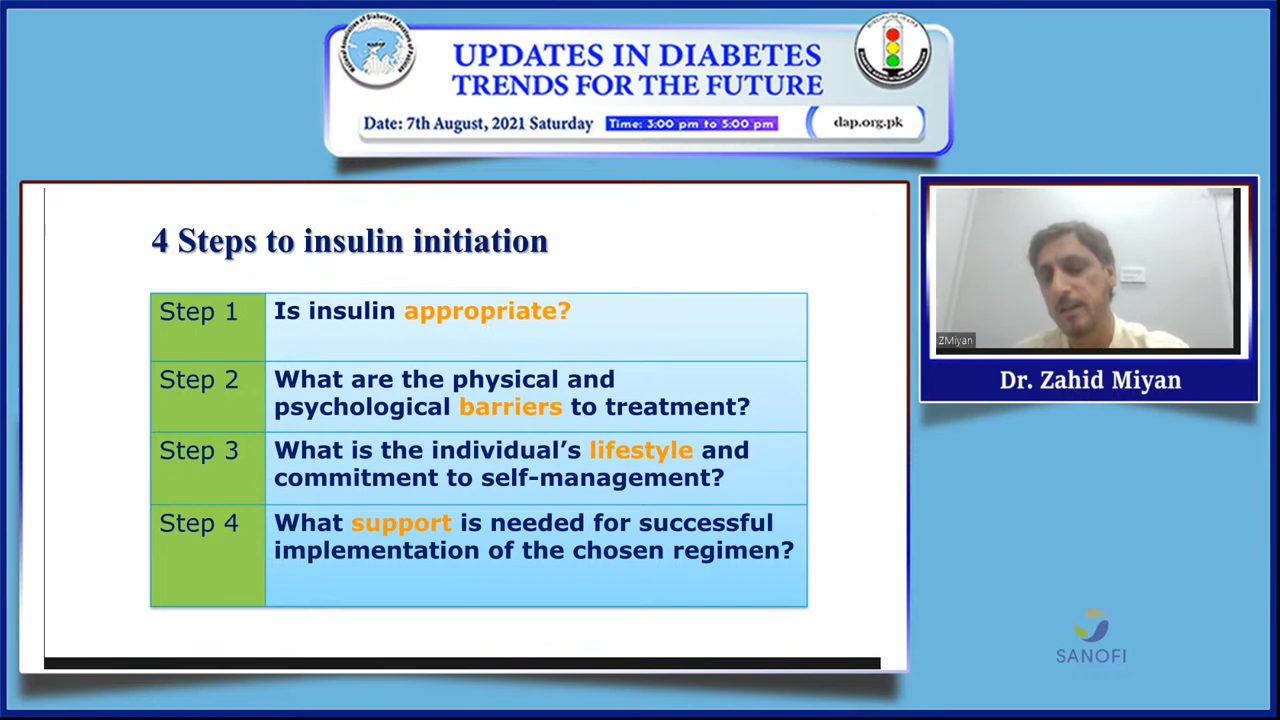 UPDATES IN DIABETES
TRENDS FOR THE FUTURE
Date: 7th August, 2021 Saturday
Time: 3:00 pm to 5:00 pm
dap.org.pk
4 Steps to insulin initiation
Step 1
Is insulin appropriate?
Step 2
What are the physical and
psychological barriers to treatment?
Step 3
What is the individual's lifestyle and
commitment to self-management?
Step 4
What support is needed for successful
implementation of the chosen regimen?
ZMiyan
Dr. Zahid Miyan
SANOFI